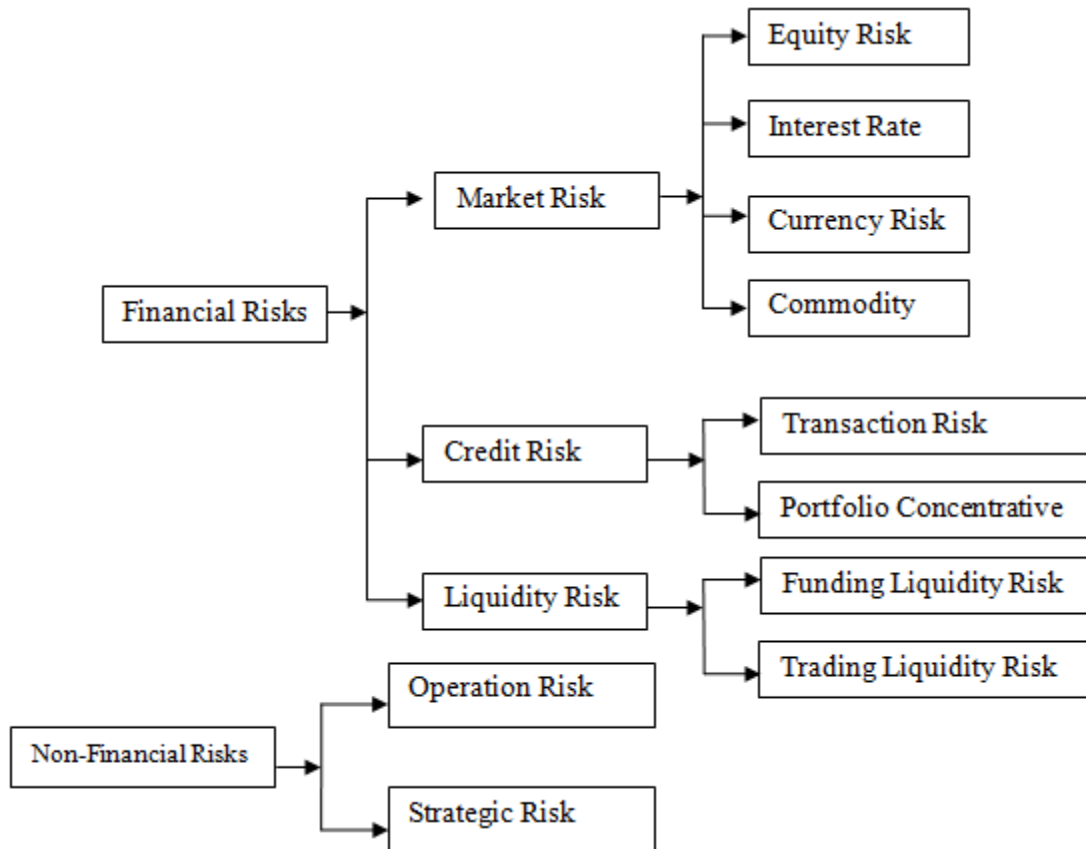 Equity Risk
Interest Rate
Market Risk
Currency Risk
Commodity
Financial Risks
Transaction Risk
Credit Risk
Portfolio Concentrative
Funding Liquidity Risk
Liquidity Risk
Trading Liquidity Risk
Operation Risk
Non-Financial Risks
Strategic Risk